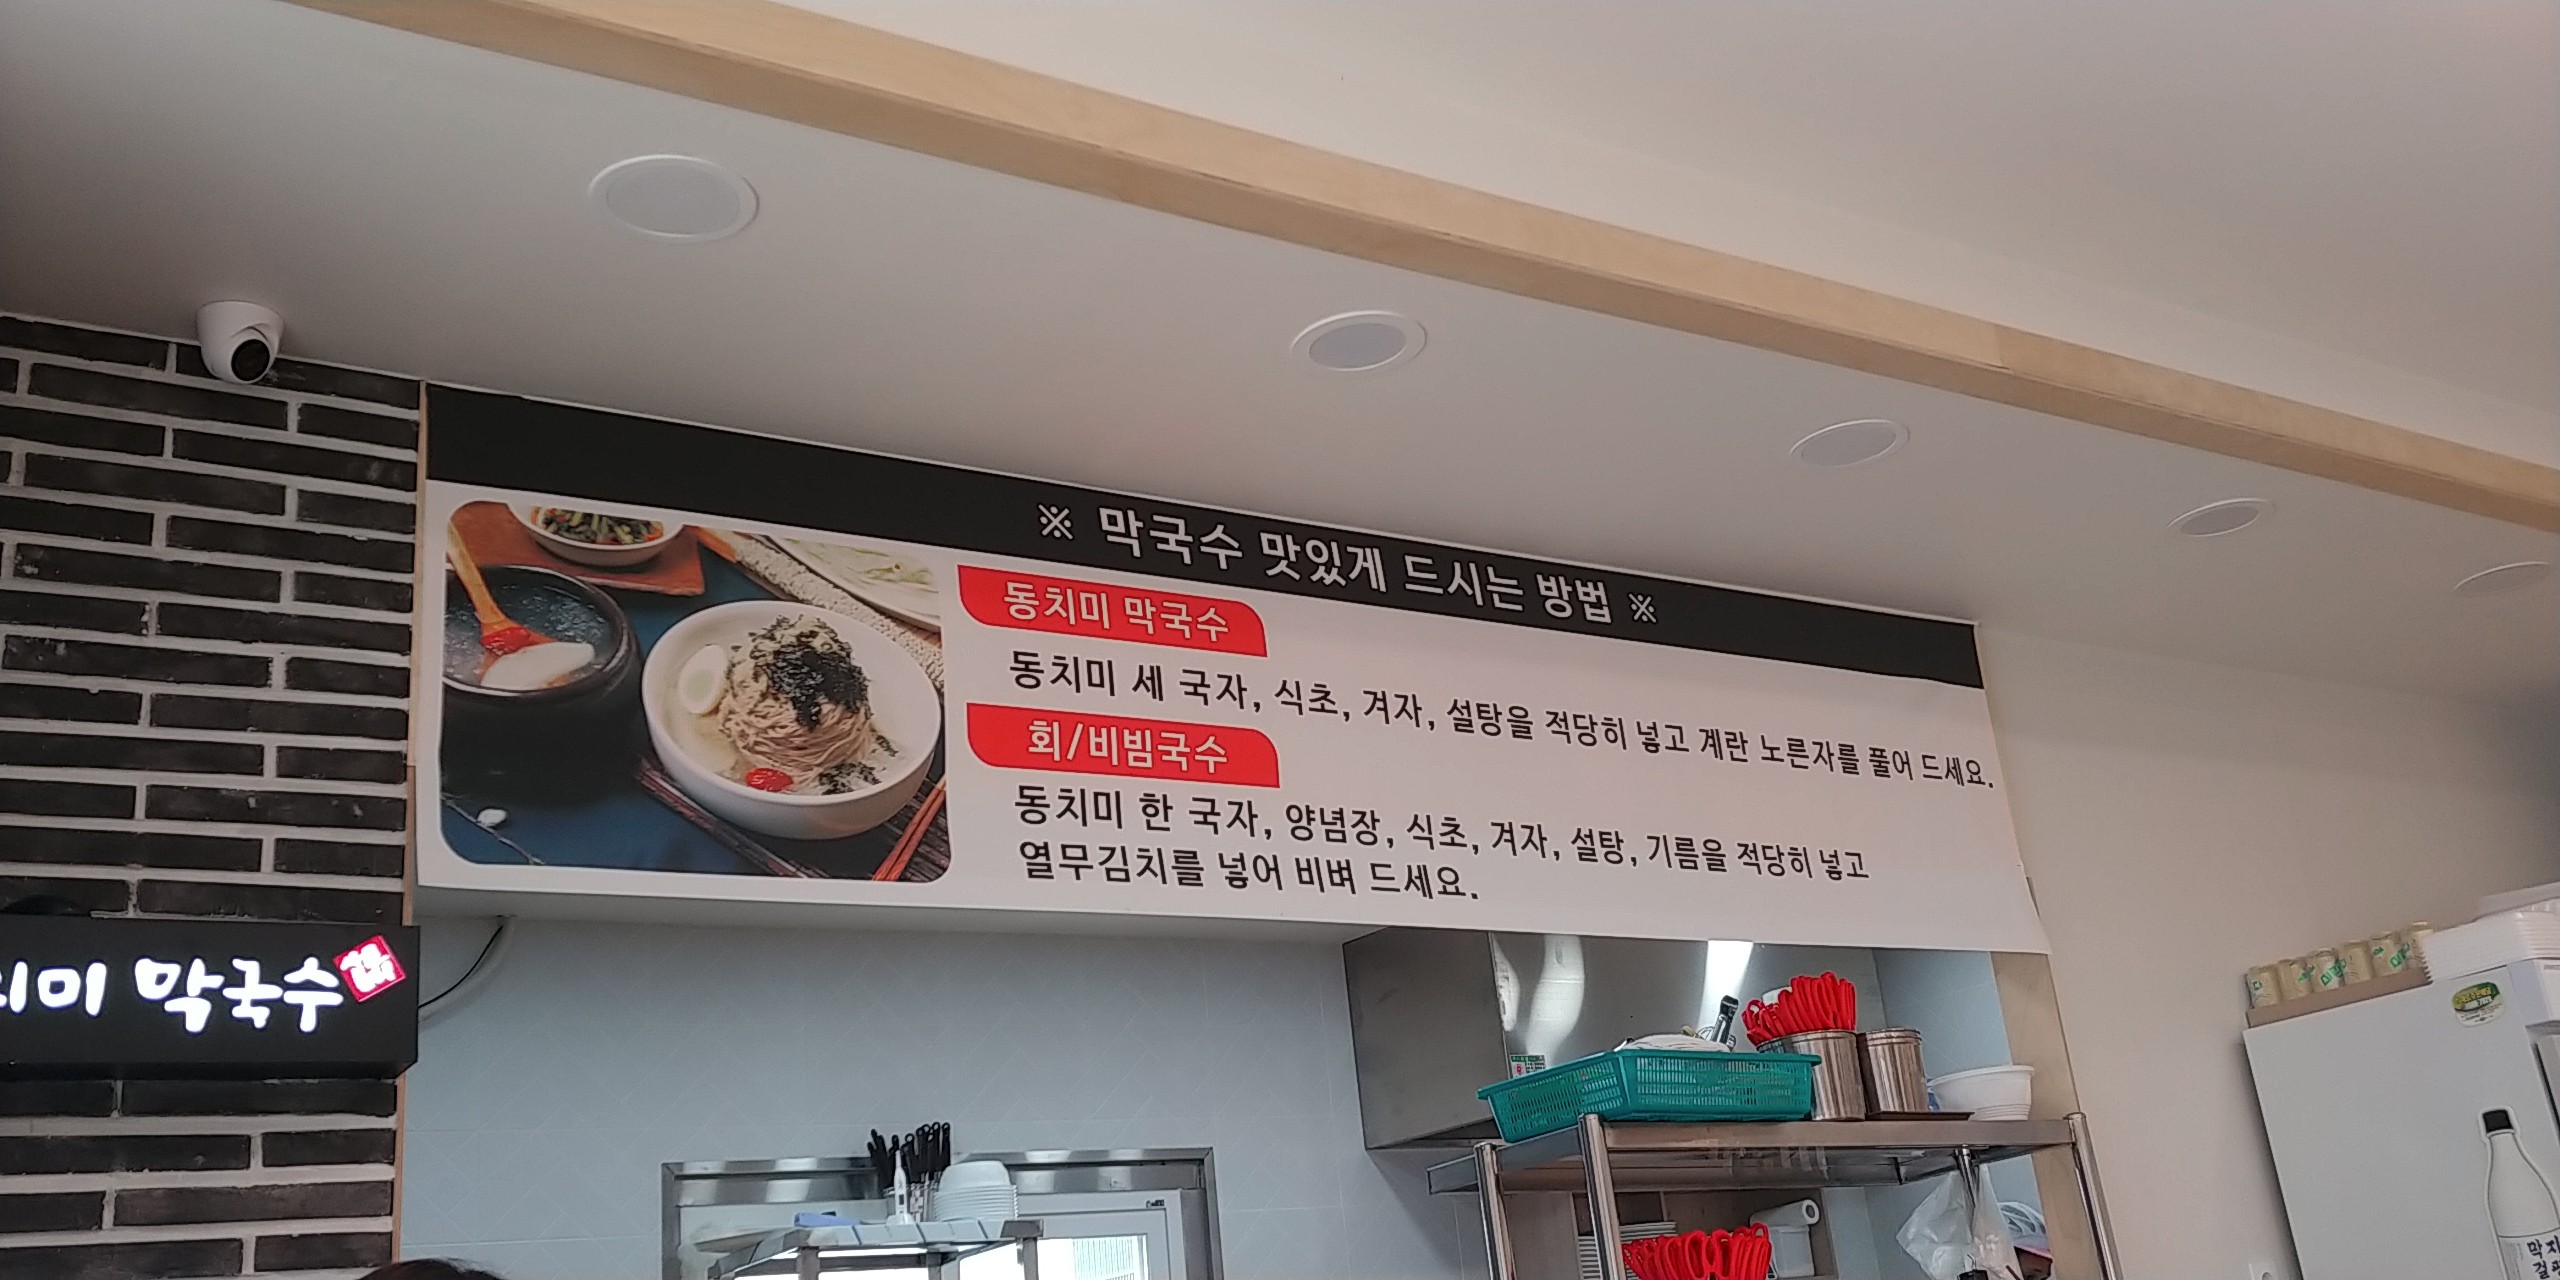 ※ 막국수 맛있게 드시는 방법 ※
동치미 막국수
동치미 세 국자, 식초, 겨자, 설탕을 적당히 넣고 계란 노른자를 풀어 드세요.
회/비빔국수
동치미 한 국자, 양념장, 식초, 겨자, 설탕, 기름을 적당히 넣고
열무김치를 넣어 비벼 드세요.
치미 막국수